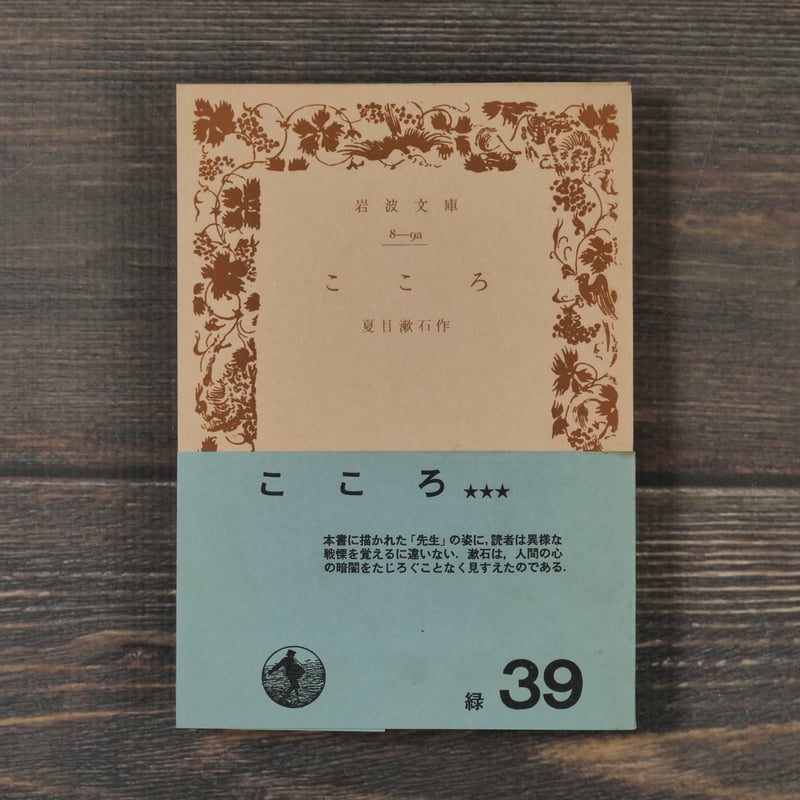 岩波文庫
8—9a
こころ
夏目漱石作
こころ ★★★
本書に描かれた「先生」の姿に,読者は異様な
戦慄を覚えるに違いない. 漱石は, 人間の心
の暗闇をたじろぐことなく見すえたのである.
緑 39